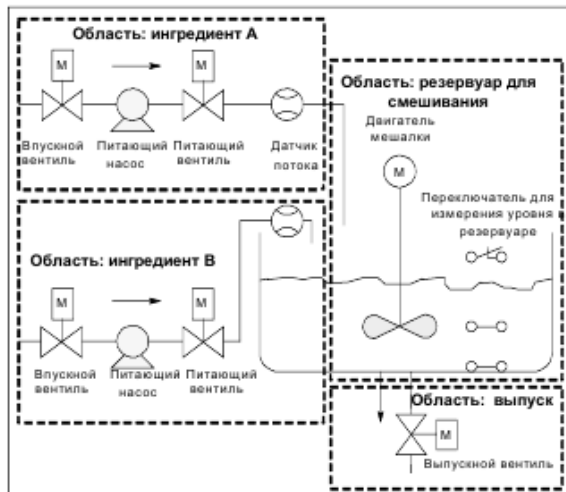 Область: ингредиент А
М
М
Впускной
вентиль
Питающий
насос
Питающий
вентиль
Датчик
потока
Область: резервуар для
смешивания
Двигатель
мешалки
М
Переключатель для
измерения уровня в
резервуаре
Область: ингредиент В
М
М
Впускной
вентиль
Питающий
насос
Питающий
вентиль
Область: выпуск
М
Выпускной вентиль